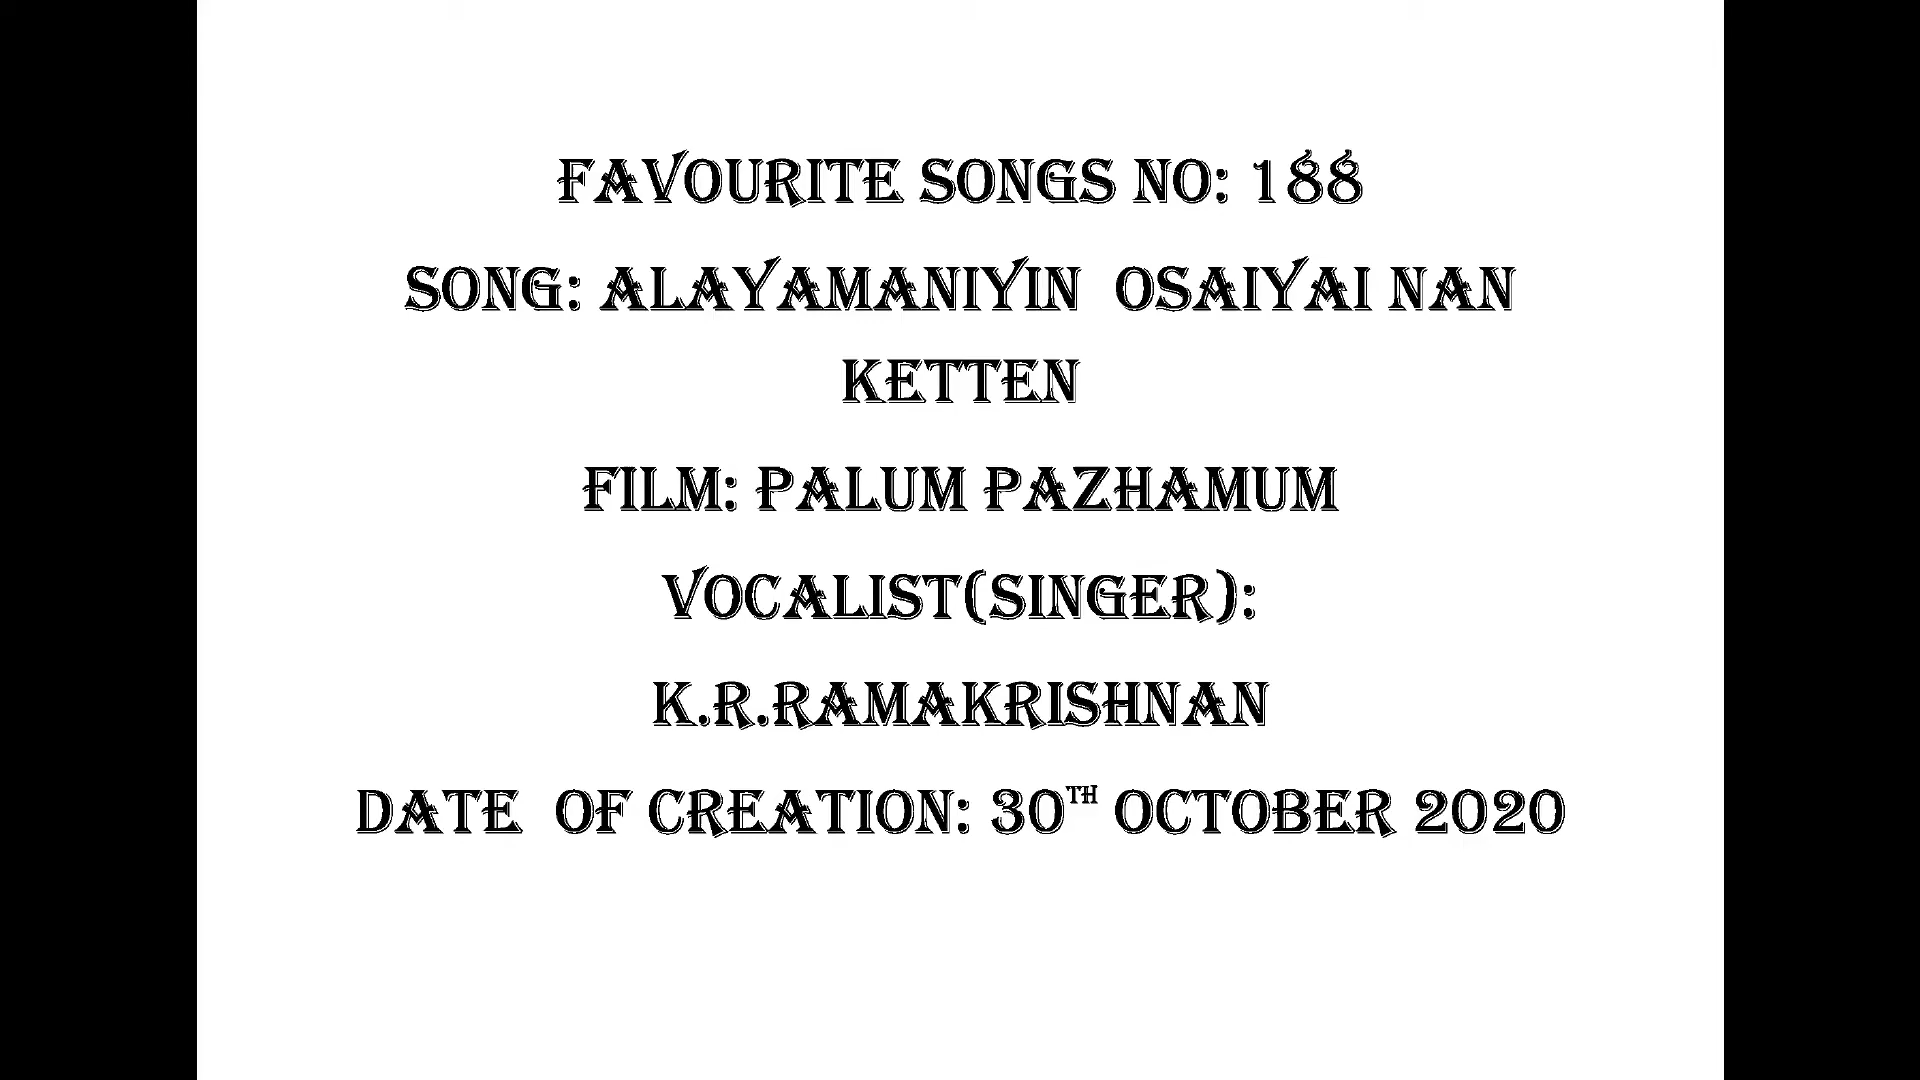 FAVOURITE SONGS NO: 188
SONG: ALAYAMANIYIN OSAIYAI NAN
KETTEN
FILM: PALUM PAZHAMUM
VOCALIST(SINGER):
K.R.RAMAKRISHNAN
DATE OF CREATION: 30TH OCTOBER 2020